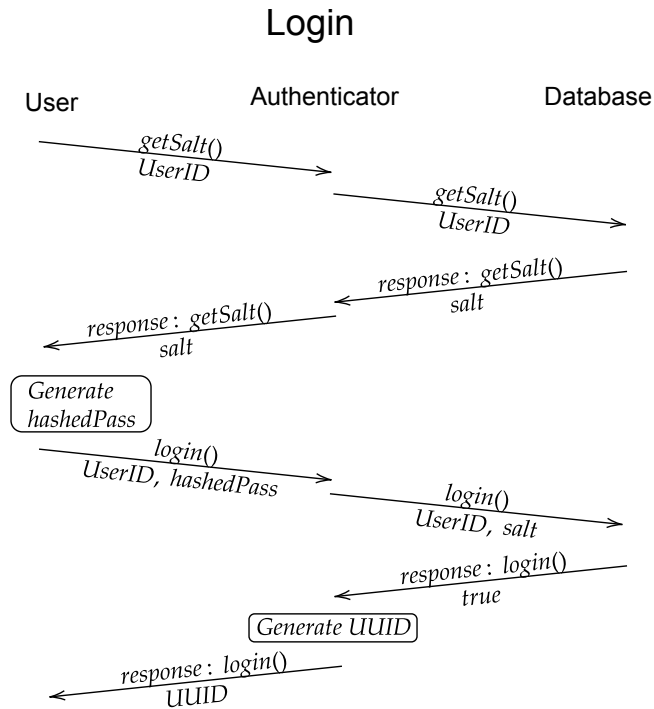 Login
User
Authenticator
Database
getSalt()
UserID
getSalt()
UserID
response: getSalt()
salt
response: getSalt()
salt
Generate
hashedPass
login()
UserID, hashedPass
login()
UserID, salt
response: login()
true
Generate UUID
response: login()
UUID